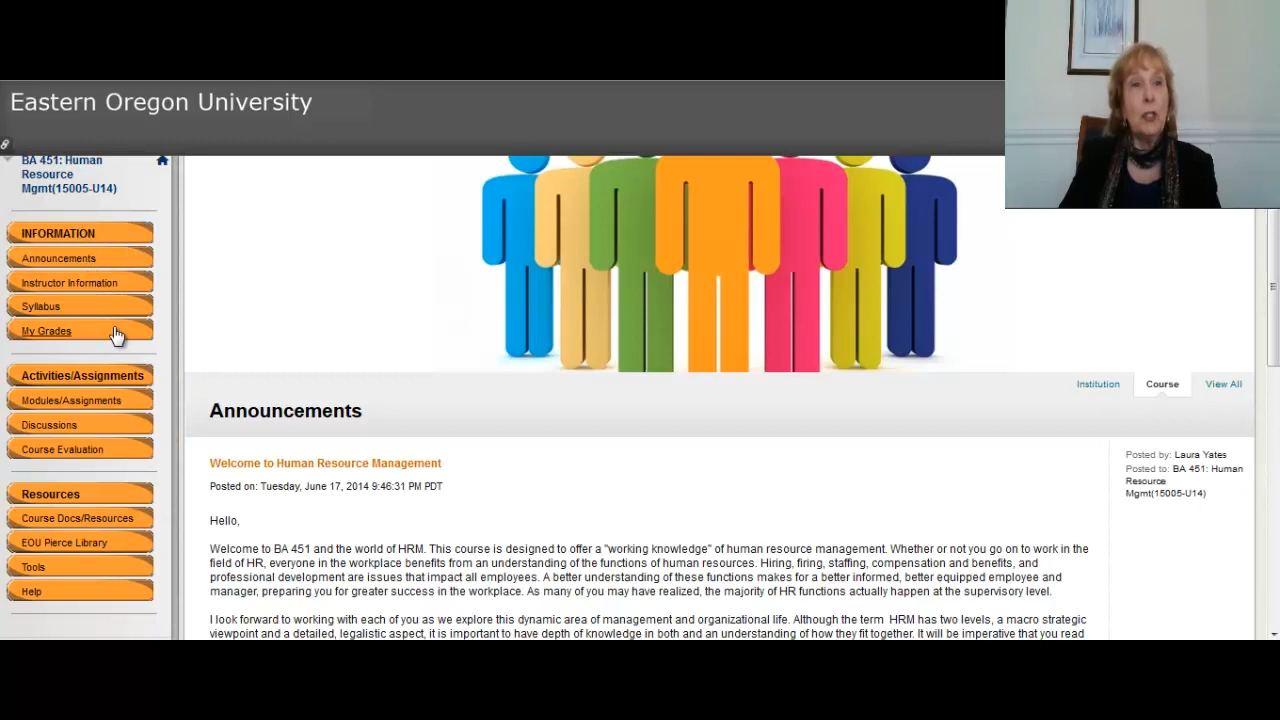 Eastern Oregon University
BA 451: Human
Resource
Mgmt(15005-U14)
INFORMATION
Announcements
Instructor Information
Syllabus
My Grades
Activities/Assignments
Modules/Assignments
Discussions
Course Evaluation
Resources
Course Docs/Resources
EOU Pierce Library
Tools
Help
Institution
Course
View All
Announcements
Welcome to Human Resource Management
Posted on: Tuesday, June 17, 2014 9:46:31 PM PDT
Hello,
Welcome to BA 451 and the world of HRM. This course is designed to offer a "working knowledge" of human resource management. Whether or not you go on to work in the
field of HR, everyone in the workplace benefits from an understanding of the functions of human resources. Hiring, firing, staffing, compensation and benefits, and
professional development are issues that impact all employees. A better understanding of these functions makes for a better informed, better equipped employee and
manager, preparing you for greater success in the workplace. As many of you may have realized, the majority of HR functions actually happen at the supervisory level.
I look forward to working with each of you as we explore this dynamic area of management and organizational life. Although the term HRM has two levels, a macro strategic
viewpoint and a detailed, legalistic aspect, it is important to have depth of knowledge in both and an understanding of how they fit together. It will be imperative that you read
Posted by: Laura Yates
Posted to: BA 451: Human
Resource
Mgmt(15005-U14)